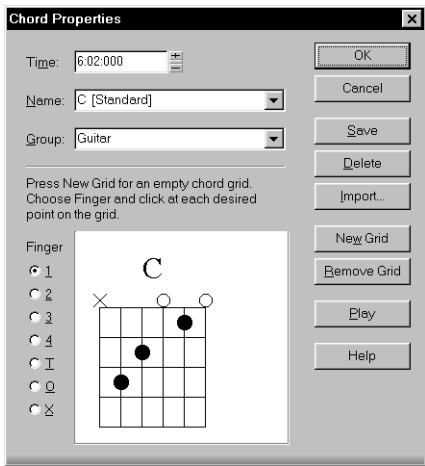 Chord Properties
Time: 6:02:000
OK
Cancel
Name: C [Standard]
Save
Group: Guitar
Delete
Press New Grid for an empty chord grid.
Choose Finger and click at each desired
point on the grid.
Import...
New Grid
Finger
Remove Grid
1
C
2
X O O
3
Play
4
T
Help
O
X